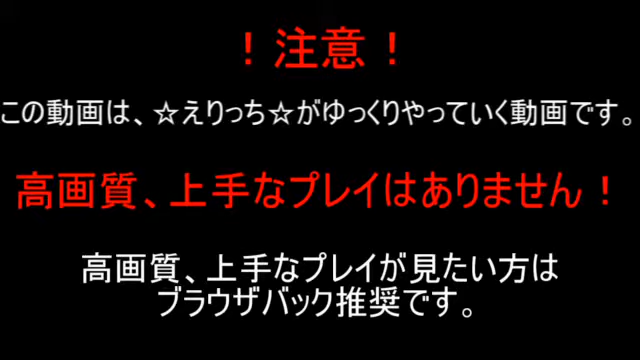 ！注意！
この動画は、☆えりっち☆がゆっくりやっていく動画です。
高画質、上手なプレイはありません！
高画質、上手なプレイが見たい方は
ブラウザバック推奨です。